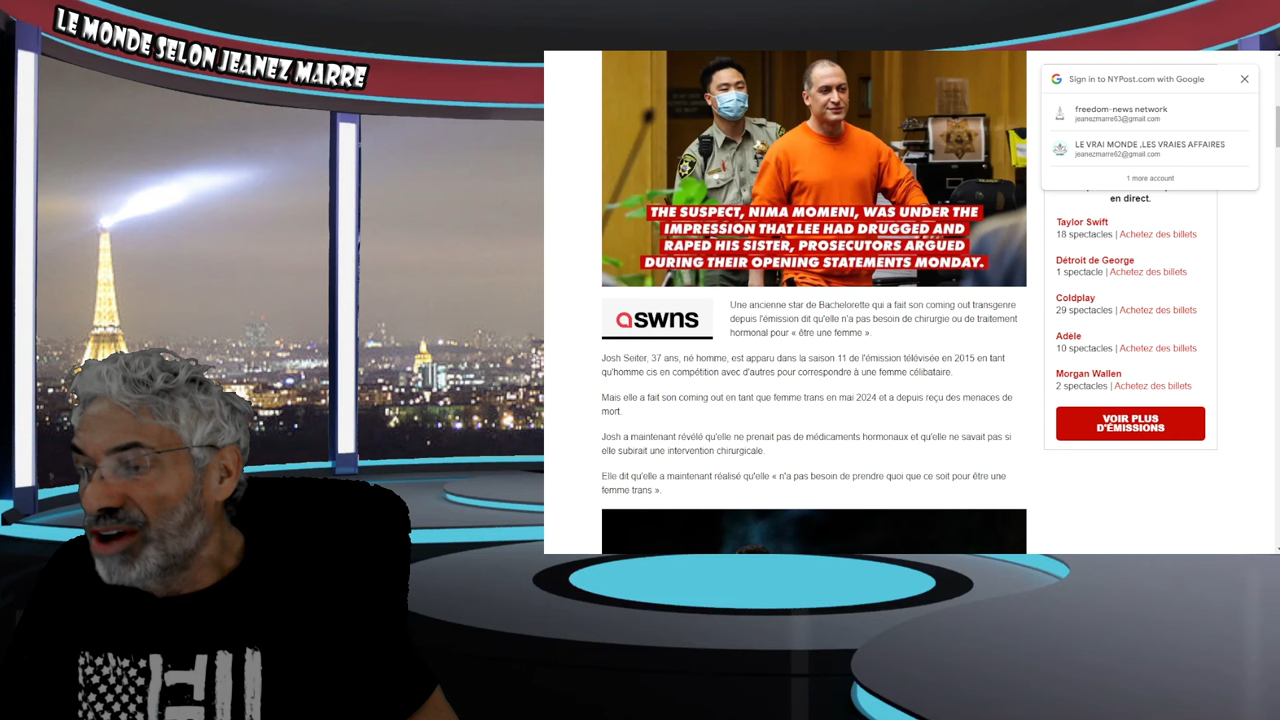 LE MONDE SELON JEANEZ MARRE
THE SUSPECT, NIMA MOMENI, WAS UNDER THE
IMPRESSION THAT LEE HAD DRUGGED AND
RAPED HIS SISTER, PROSECUTORS ARGUED
DURING THEIR OPENING STATEMENTS MONDAY.
aswns
Une ancienne star de Bachelorette qui a fait son coming out transgenre
depuis l'émission dit qu'elle n'a pas besoin de chirurgie ou de traitement
hormonal pour « être une femme ».
Josh Seiter, 37 ans, né homme, est apparu dans la saison 11 de l'émission télévisée en 2015 en tant
qu'homme cis en compétition avec d'autres pour correspondre à une femme célibataire.
Mais elle a fait son coming out en tant que femme trans en mai 2024 et a depuis reçu des menaces de
mort.
Josh a maintenant révélé qu'elle ne prenait pas de médicaments hormonaux et qu'elle ne savait pas si
elle subirait une intervention chirurgicale.
Elle dit qu'elle a maintenant réalisé qu'elle « n'a pas besoin de prendre quoi que ce soit pour être une
femme trans ».
Sign in to NYPost.com with Google
freedom-news network
jeanezmarre63@gmail.com
LE VRAI MONDE ,LES VRAIES AFFAIRES
jeanezmarre62@gmail.com
1 more account
en direct.
Taylor Swift
18 spectacles | Achetez des billets
Détroit de George
1 spectacle | Achetez des billets
Coldplay
29 spectacles | Achetez des billets
Adèle
10 spectacles | Achetez des billets
Morgan Wallen
2 spectacles | Achetez des billets
VOIR PLUS
D'ÉMISSIONS